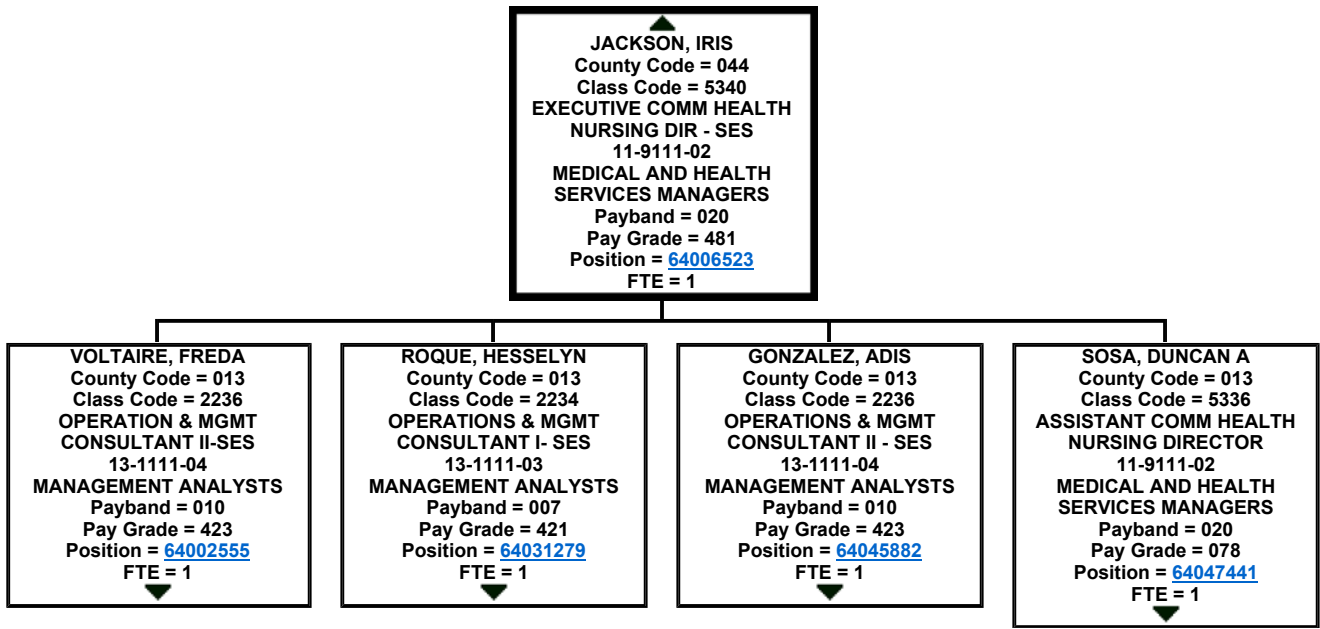 JACKSON, IRIS
County Code = 044
Class Code = 5340
EXECUTIVE COMM HEALTH
NURSING DIR - SES
11-9111-02
MEDICAL AND HEALTH
SERVICES MANAGERS
Payband = 020
Pay Grade = 481
Position = 64006523
FTE = 1
VOLTAIRE, FREDA
County Code = 013
Class Code = 2236
OPERATION & MGMT
CONSULTANT II-SES
13-1111-04
MANAGEMENT ANALYSTS
Payband = 010
Pay Grade = 423
Position = 64002555
FTE = 1
ROQUE, HESSELYN
County Code = 013
Class Code = 2234
OPERATIONS & MGMT
CONSULTANT I- SES
13-1111-03
MANAGEMENT ANALYSTS
Payband = 007
Pay Grade = 421
Position = 64031279
FTE = 1
GONZALEZ, ADIS
County Code = 013
Class Code = 2236
OPERATIONS & MGMT
CONSULTANT II - SES
13-1111-04
MANAGEMENT ANALYSTS
Payband = 010
Pay Grade = 423
Position = 64045882
FTE = 1
SOSA, DUNCAN A
County Code = 013
Class Code = 5336
ASSISTANT COMM HEALTH
NURSING DIRECTOR
11-9111-02
MEDICAL AND HEALTH
SERVICES MANAGERS
Payband = 020
Pay Grade = 078
Position = 64047441
FTE = 1